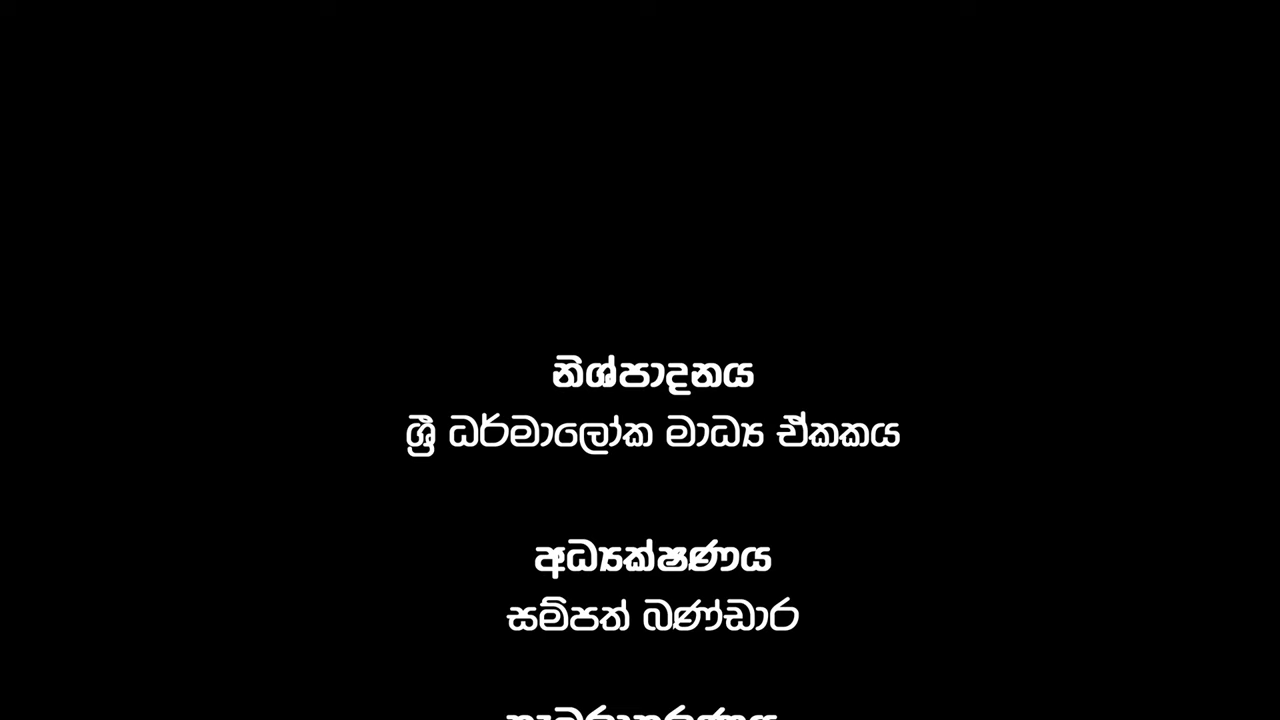 නිශ්පාදනය
ශ්‍රී ධර්මාලෝක මාධ්‍ය ඒකකය
අධ්‍යක්ෂණය
සම්පත් බණ්ඩාර